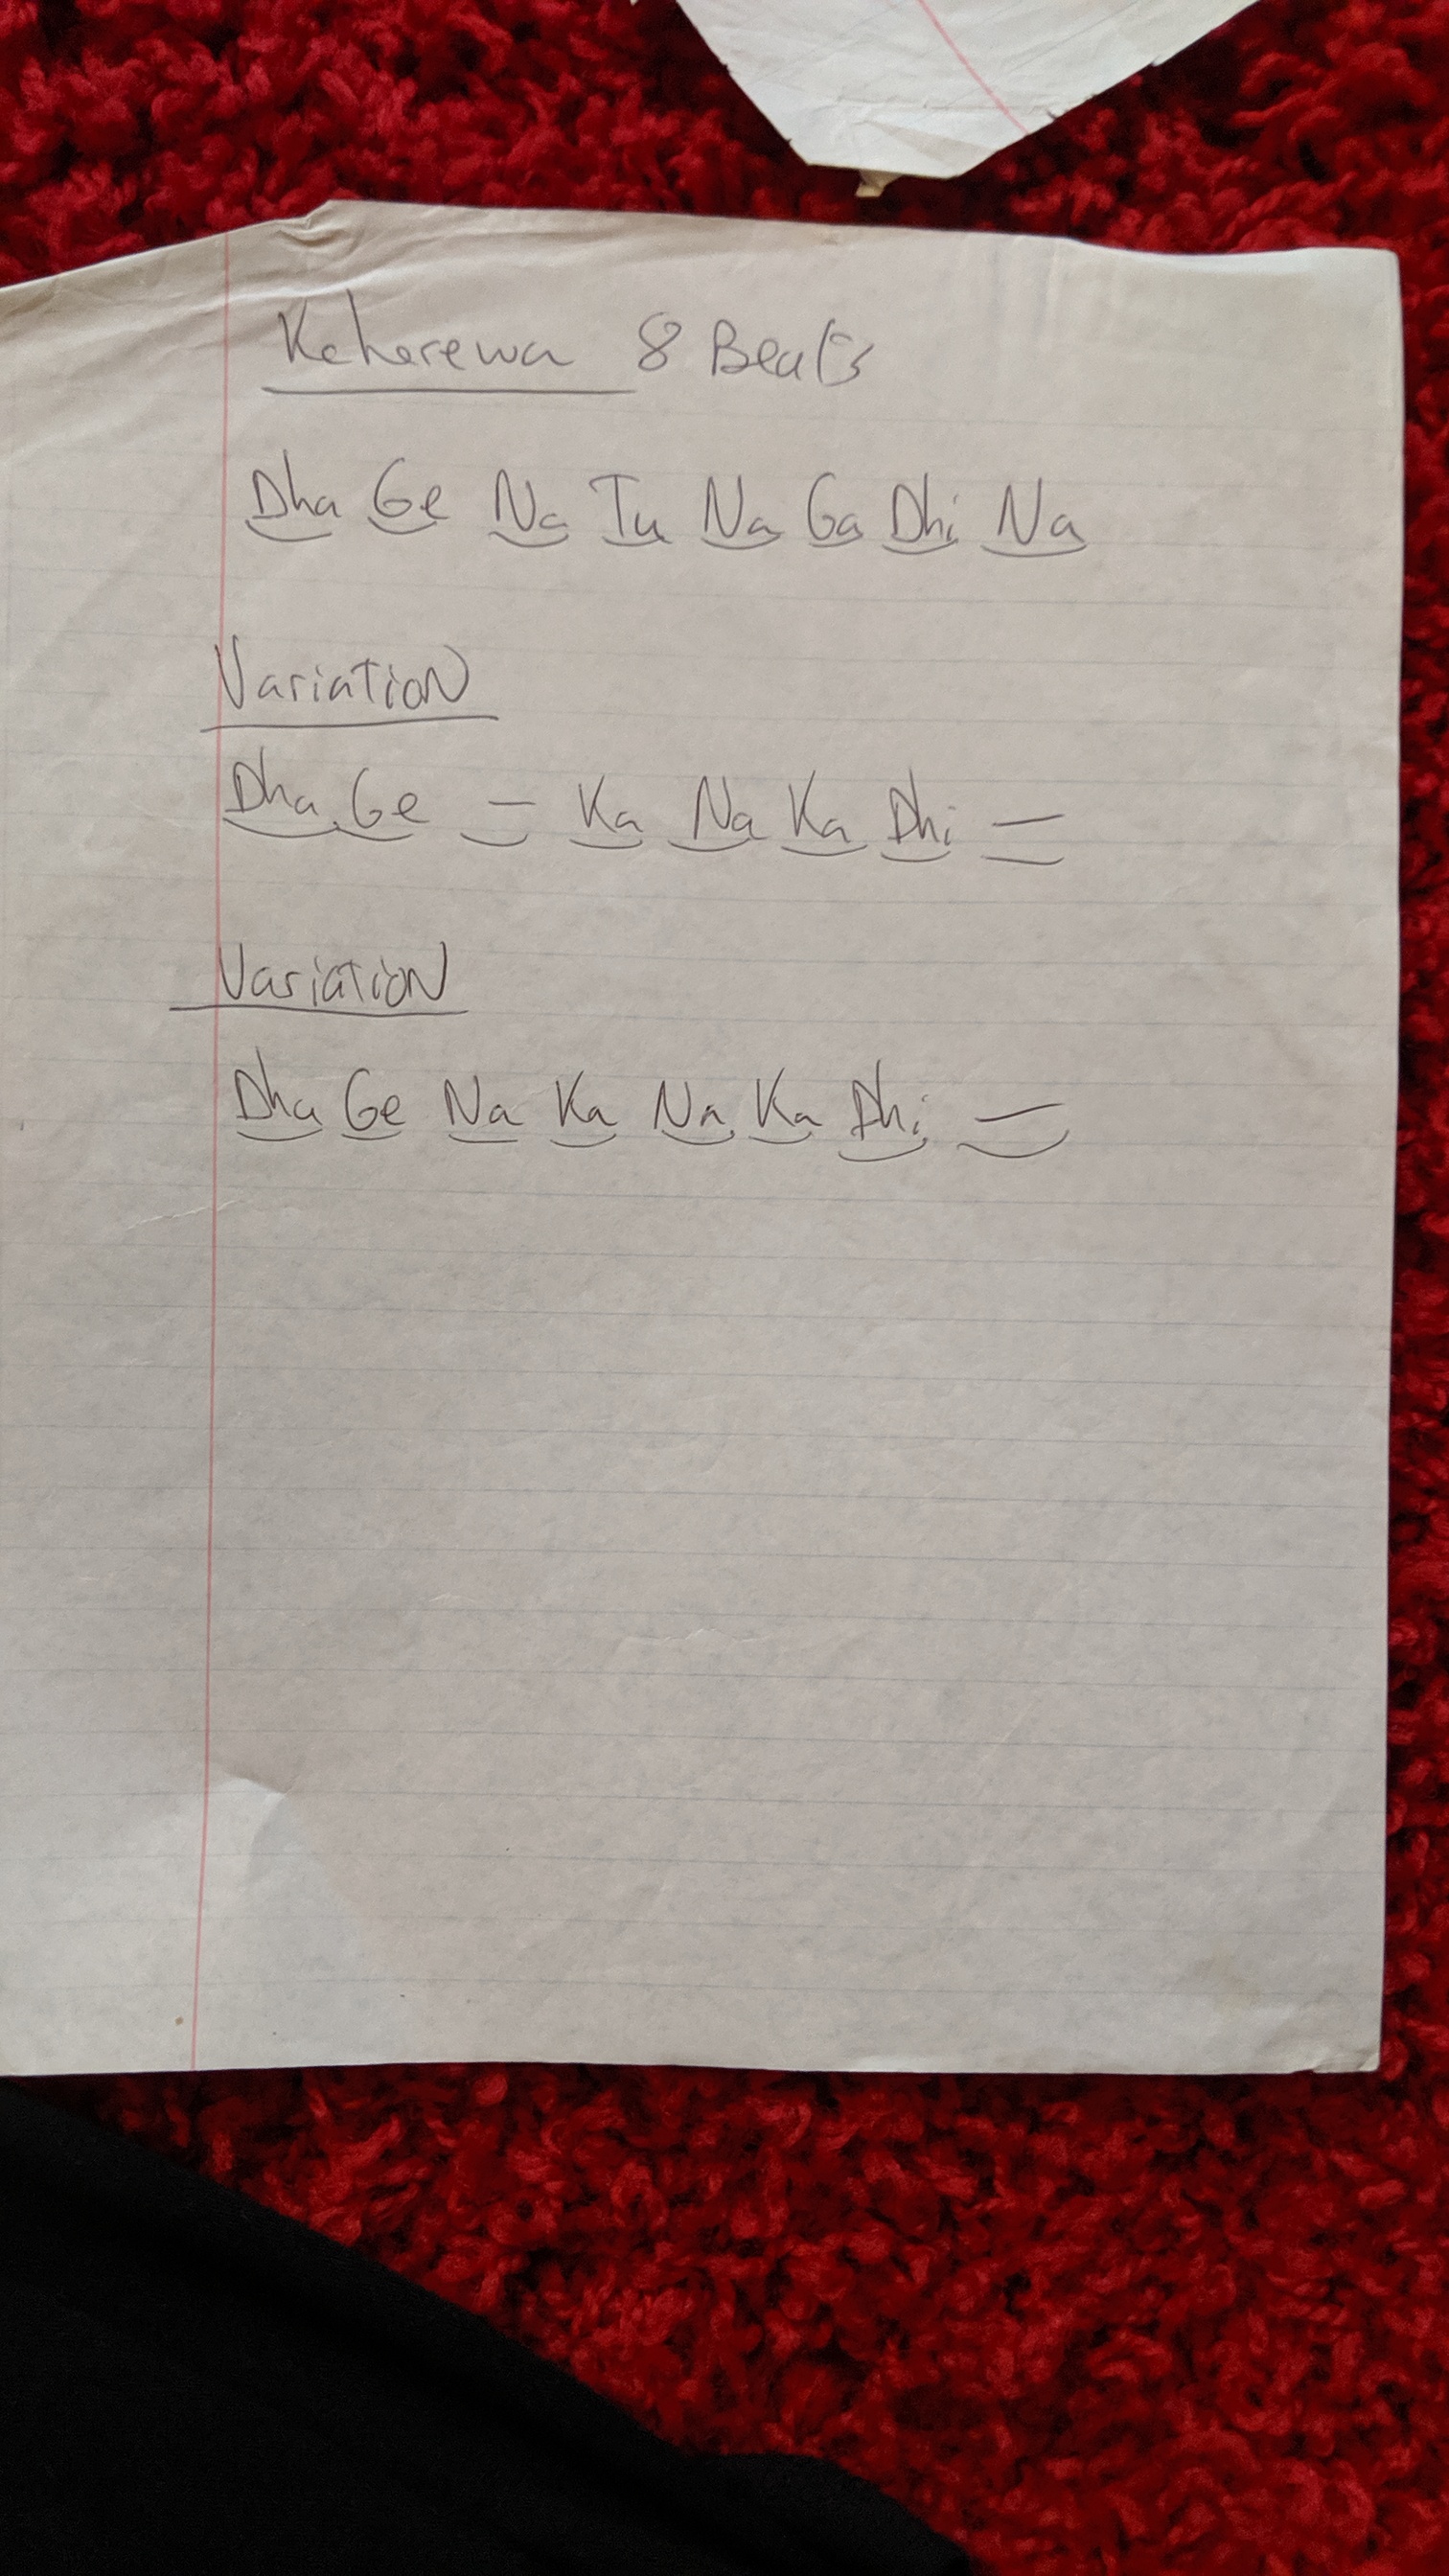 Keherewa 8 Beats
Dha Ge Na Tu Na Ga Dhi Na
Variation
Dha Ge – Ka Na Ka Dhi –
Variation
Dha Ge Na Ka Na Ka Dhi –